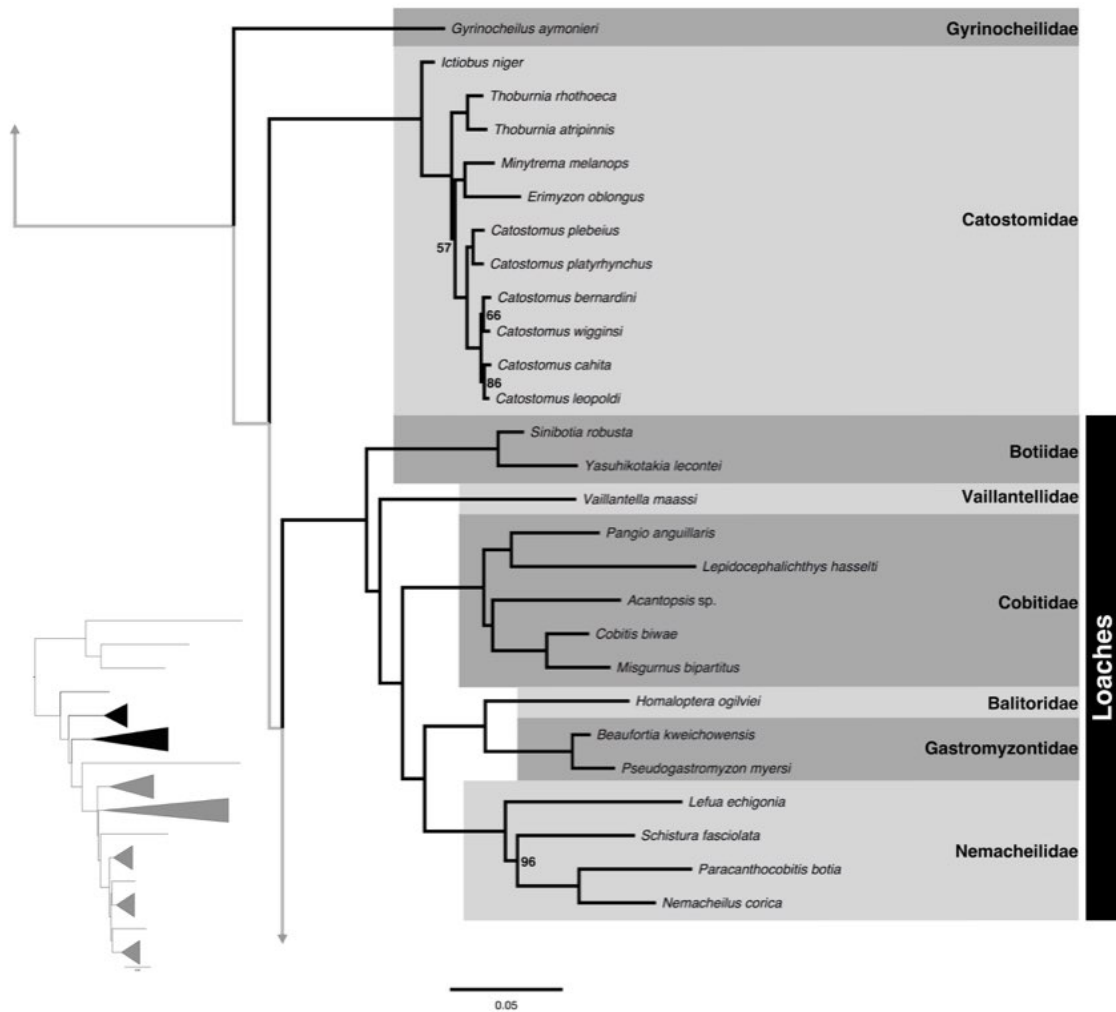 Gyrinocheilus aymonieri
Gyrinocheilidae
Ictiobus niger
Thoburnia rhothoeca
Thoburnia atripinnis
Minytrema melanops
Erimyzon oblongus
Catostomidae
Catostomus plebeius
57
Catostomus platyrhynchus
Catostomus bernardini
66
Catostomus wigginsi
Catostomus cahita
86
Catostomus leopoldi
Sinibotia robusta
Botiidae
Yasuhikotakia lecontei
Vaillantella maassi
Vaillantellidae
Pangio anguillaris
Lepidocephalichthys hasselti
Acantopsis sp.
Cobitidae
Cobitis biwae
Misgurnus bipartitus
Loaches
Homaloptera ogilviei
Balitoridae
Beaufortia kweichowensis
Gastromyzontidae
Pseudogastromyzon myersi
Lefua echigonia
Schistura fasciolata
Nemacheilidae
96
Paracanthocobitis botia
Nemacheilus corica
0.05